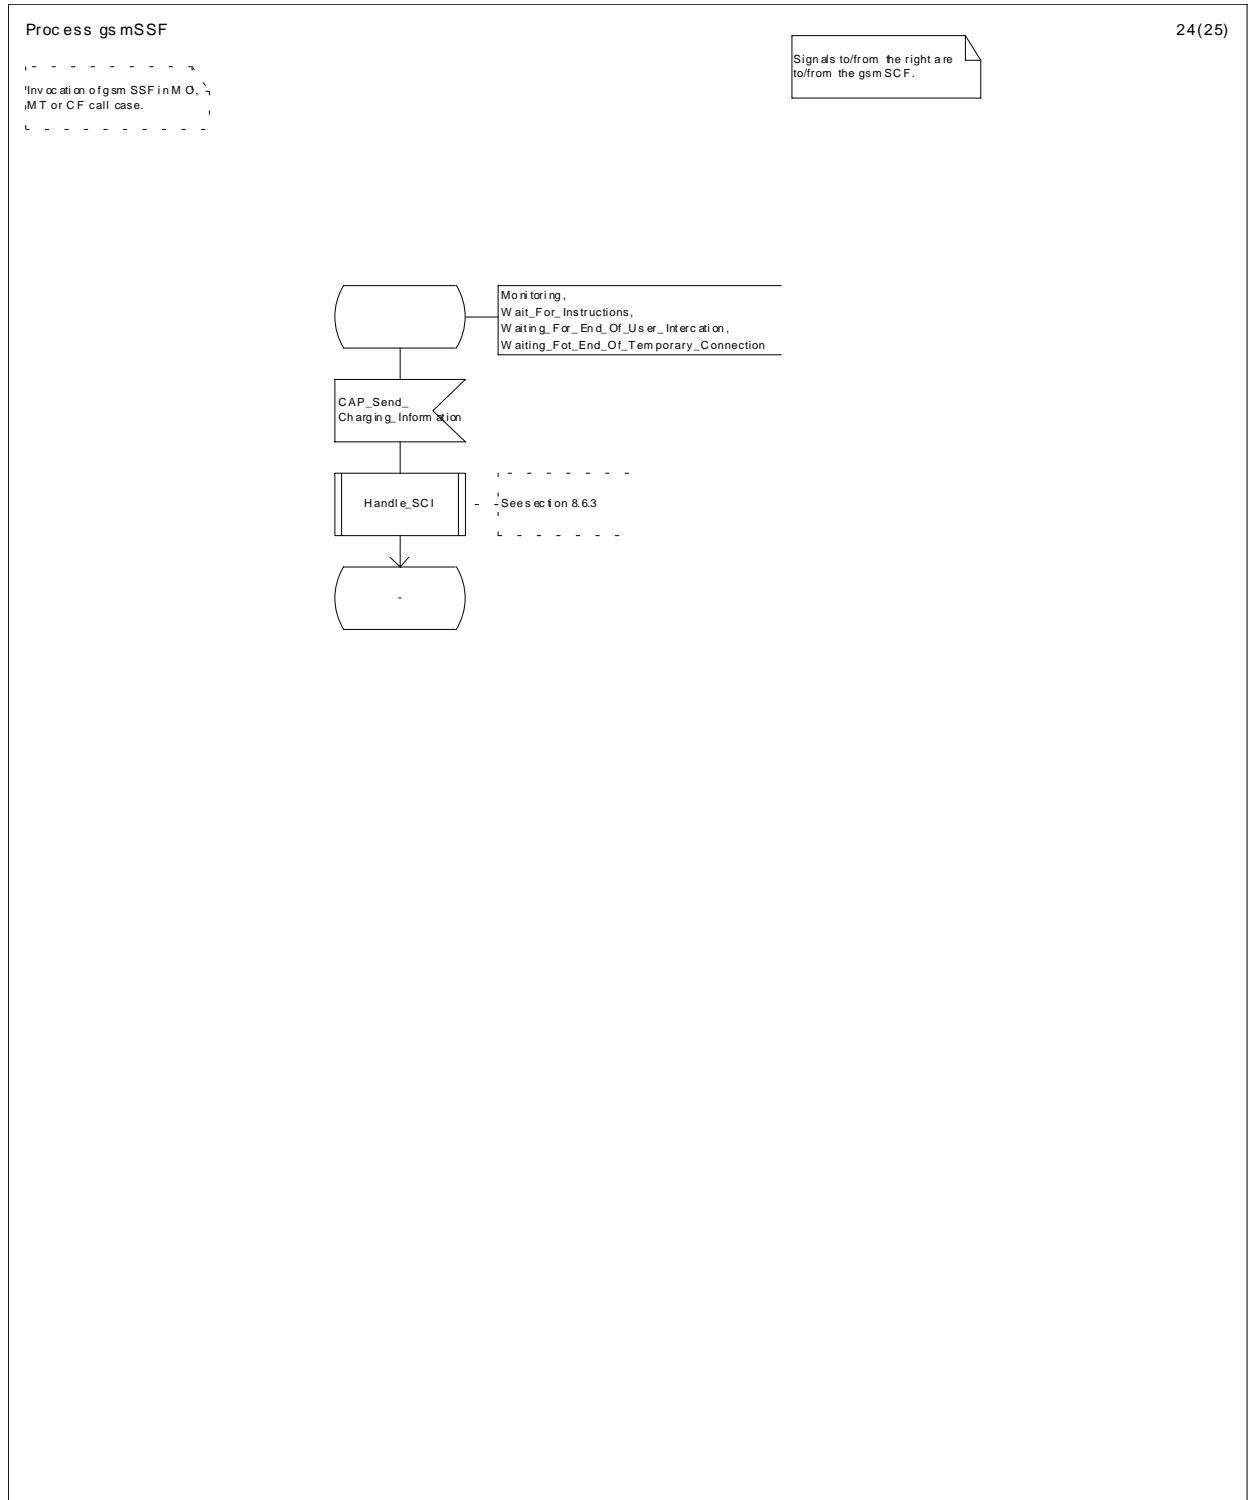 Process gsmSSF
24(25)
Signals to/from the right are
to/from the gsmSCF.
Invocation of gsmSSF in MO,
MT or CF call case.
Monitoring,
Wait_For_Instructions,
Waiting_For_End_Of_User_Intercation,
Waiting_Fot_End_Of_Temporary_Connection
CAP_Send_
Charging_Information
Handle_SCI
See section 8.6.3
-